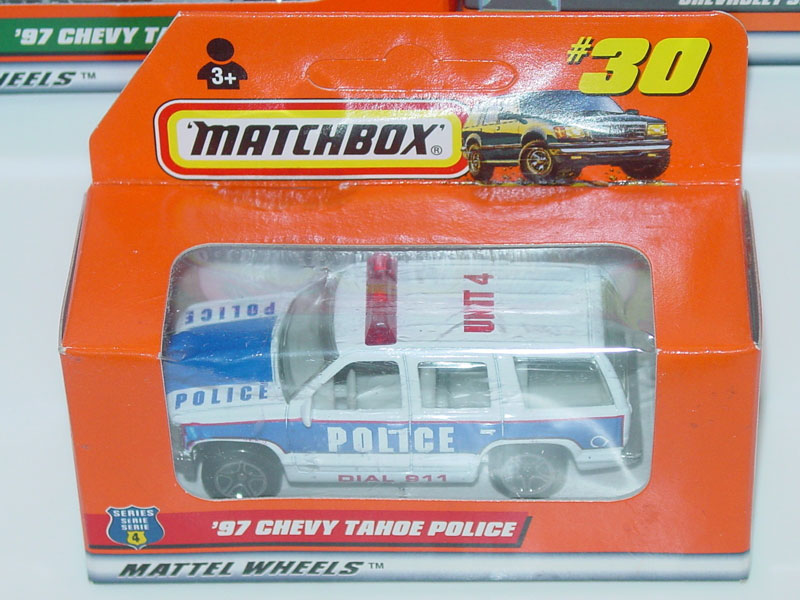 '97 CHEVY
WHEELS™
3+
#30
'MATCHBOX'®
UNIT 4
POLICE
POLICE
POLICE
DIAL 911
SERIES
SERIE
SERIE
4
'97 CHEVY TAHOE POLICE
MATTEL WHEELS™